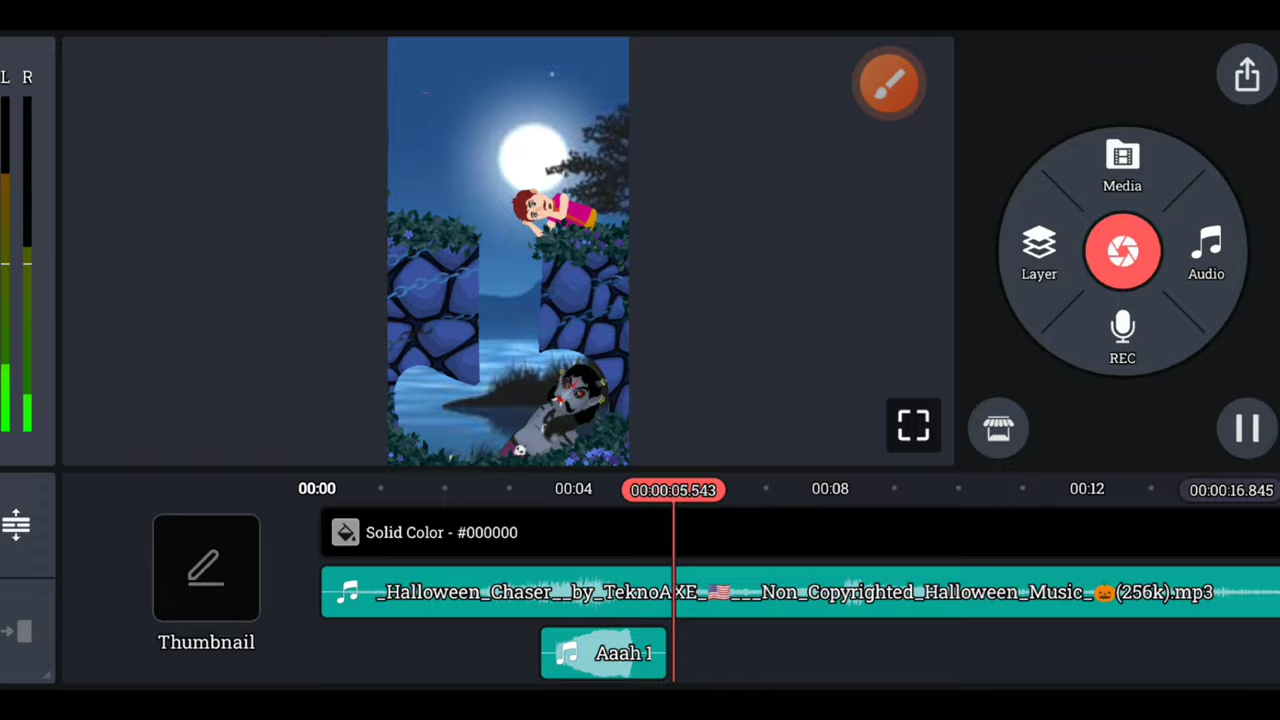 L R
Media
Layer
Audio
REC
00:00
00:04
00:00:05.543
00:08
00:12
00:00:16.845
Solid Color - #000000
_Halloween_Chaser__by_TeknoAXE_🇺🇸___Non_Copyrighted_Halloween_Music_🎃(256k).mp3
Aaah 1
Thumbnail